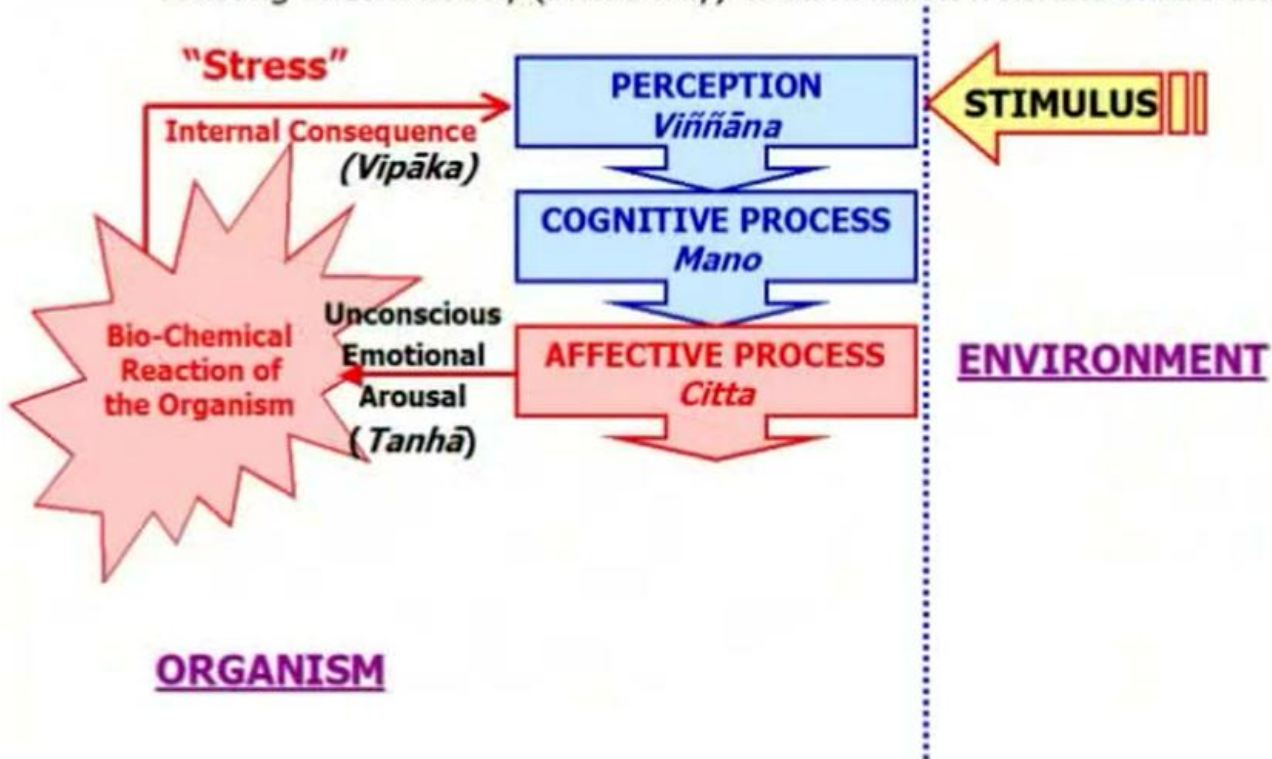 "Stress"
Internal Consequence
(Vipāka)
PERCEPTION
Viññāna
STIMULUS
COGNITIVE PROCESS
Mano
Bio-Chemical
Reaction of
the Organism
Unconscious
Emotional
Arousal
(Tanhā)
AFFECTIVE PROCESS
Citta
ENVIRONMENT
ORGANISM